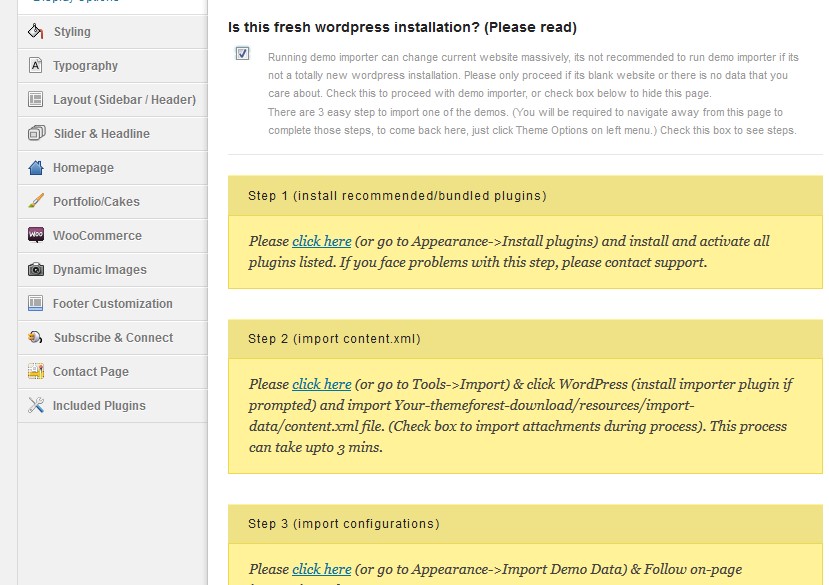 Display Options
Styling
Typography
Layout (Sidebar / Header)
Slider & Headline
Homepage
Portfolio/Cakes
WooCommerce
Dynamic Images
Footer Customization
Subscribe & Connect
Contact Page
Included Plugins
Is this fresh wordpress installation? (Please read)
Running demo importer can change current website massively, its not recommended to run demo importer if its
not a totally new wordpress installation. Please only proceed if its blank website or there is no data that you
care about. Check this to proceed with demo importer, or check box below to hide this page.
There are 3 easy step to import one of the demos. (You will be required to navigate away from this page to
complete those steps, to come back here, just click Theme Options on left menu.) Check this box to see steps.
Step 1 (install recommended/bundled plugins)
Please click here (or go to Appearance->Install plugins) and install and activate all
plugins listed. If you face problems with this step, please contact support.
Step 2 (import content.xml)
Please click here (or go to Tools->Import) & click WordPress (install importer plugin if
prompted) and import Your-themeforest-download/resources/import-
data/content.xml file. (Check box to import attachments during process). This process
can take upto 3 mins.
Step 3 (import configurations)
Please click here (or go to Appearance->Import Demo Data) & Follow on-page